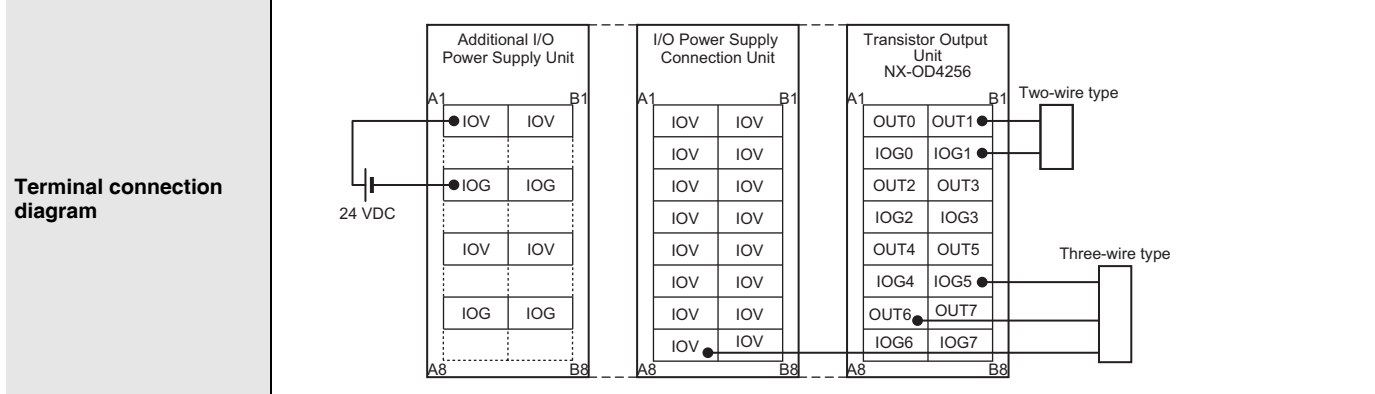 Terminal connection
diagram
24 VDC
Additional I/O
Power Supply Unit
A1 B1
IOV IOV
IOG IOG
IOV IOV
IOG IOG
A8 B8
I/O Power Supply
Connection Unit
A1 B1
IOV IOV
IOV IOV
IOV IOV
IOV IOV
IOV IOV
IOV IOV
IOV IOV
IOV IOV
A8 B8
Transistor Output
Unit
NX-OD4256
A1 B1
OUT0 OUT1
IOG0 IOG1
OUT2 OUT3
IOG2 IOG3
OUT4 OUT5
IOG4 IOG5
OUT6 OUT7
IOG6 IOG7
A8 B8
Two-wire type
Three-wire type